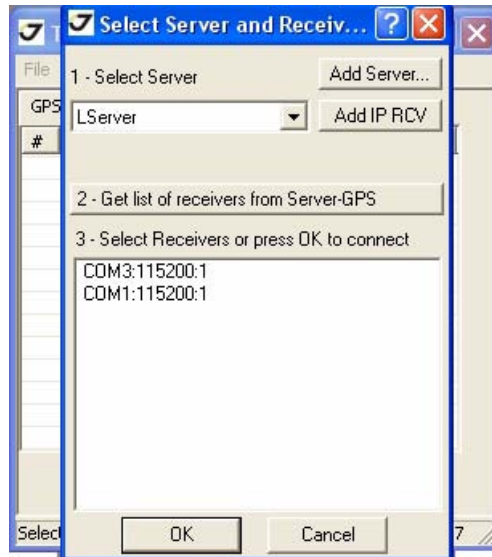 T
Select Server and Receiv...
File
GPS
#
1 - Select Server
Add Server...
LServer
Add IP RCV
2 - Get list of receivers from Server-GPS
3 - Select Receivers or press OK to connect
COM3:115200:1
COM1:115200:1
OK
Cancel
Select
7